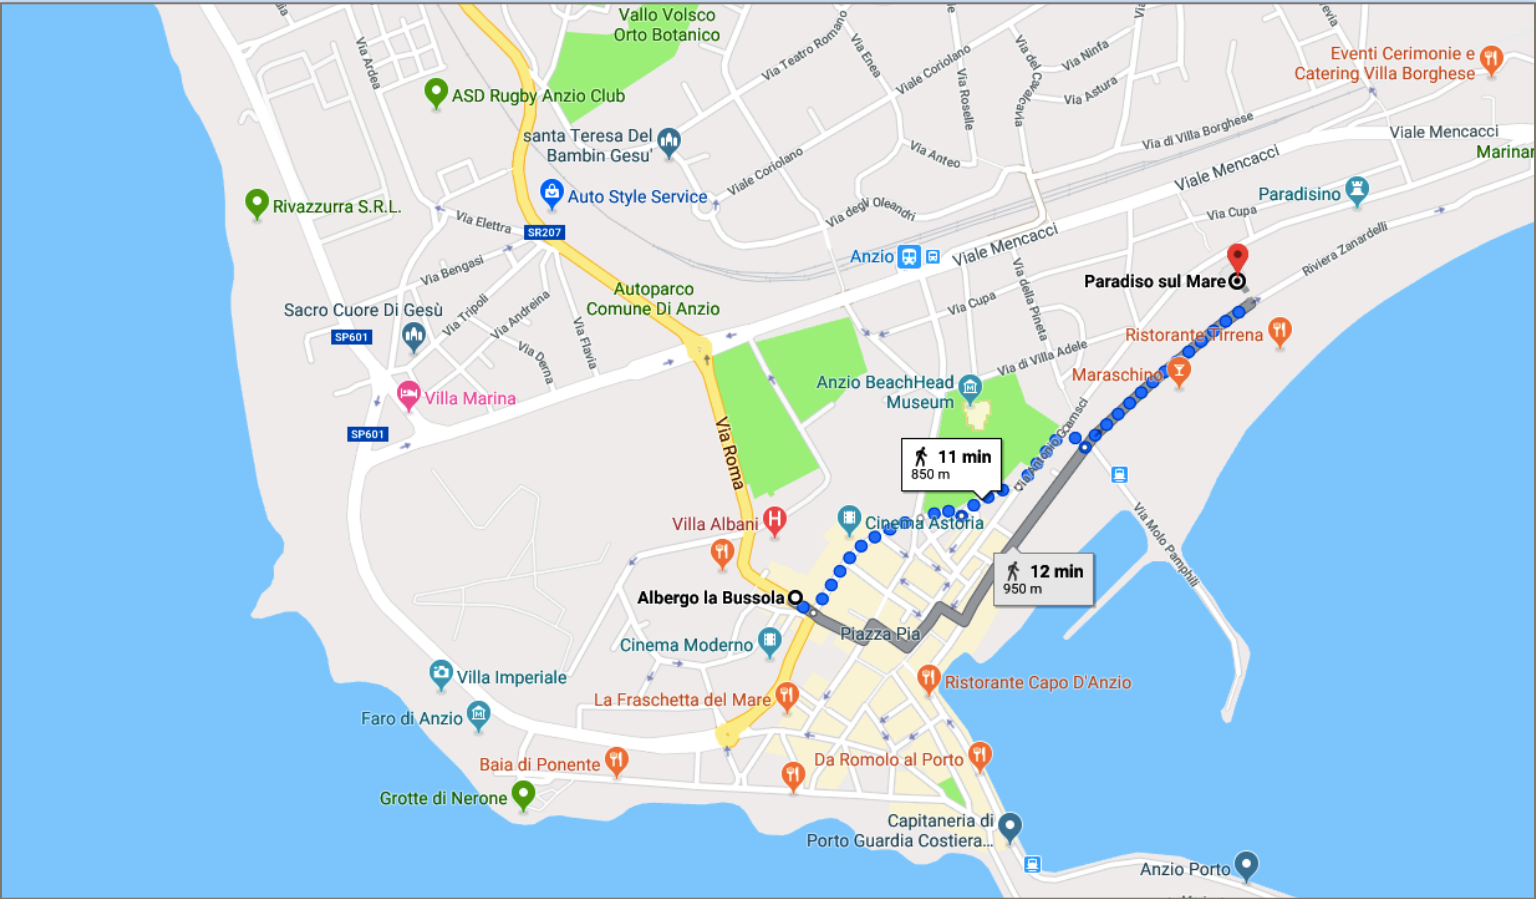 Vallo Volsco
Orto Botanico
Via Ardea
Via Teatro Romano
Via Enea
Viale Coriolano
Via Roselle
Via del Cavalcavia
Via Ninfa
Via Astura
Eventi Cerimonie e
Catering Villa Borghese
ASD Rugby Anzio Club
santa Teresa Del
Bambin Gesu'
Via di Villa Borghese
Viale Mencacci
Marinar
Via Anteo
Viale Coriolano
Viale Mencacci
Rivazzurra S.R.L.
Auto Style Service
Paradisino
Via Elettra
SR207
Via degli Oleandri
Via Cupa
Riviera Zanardelli
Anzio
Viale Mencacci
Via Bengasi
Paradiso sul Mare
Autoparco
Comune Di Anzio
Via della Pineta
Via Cupa
Sacro Cuore Di Gesù
Via Tripoli
Via Andreina
Via Flavia
SP601
Ristorante Tirrena
Via Derna
Via di Villa Adele
Maraschino
Anzio BeachHead
Museum
Villa Marina
Via Antonio Gramsci
SP601
Via Roma
11 min
850 m
Villa Albani
Cinema Astoria
Via Molo Pamphili
12 min
950 m
Albergo la Bussola
Piazza Pia
Cinema Moderno
Villa Imperiale
Ristorante Capo D'Anzio
La Fraschetta del Mare
Faro di Anzio
Baia di Ponente
Da Romolo al Porto
Grotte di Nerone
Capitaneria di
Porto Guardia Costiera...
Anzio Porto